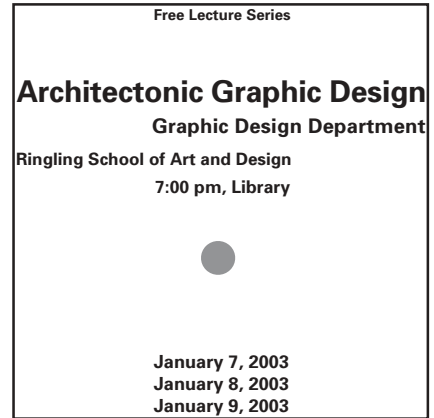 Free Lecture Series
Architectonic Graphic Design
Graphic Design Department
Ringling School of Art and Design
7:00 pm, Library
January 7, 2003
January 8, 2003
January 9, 2003